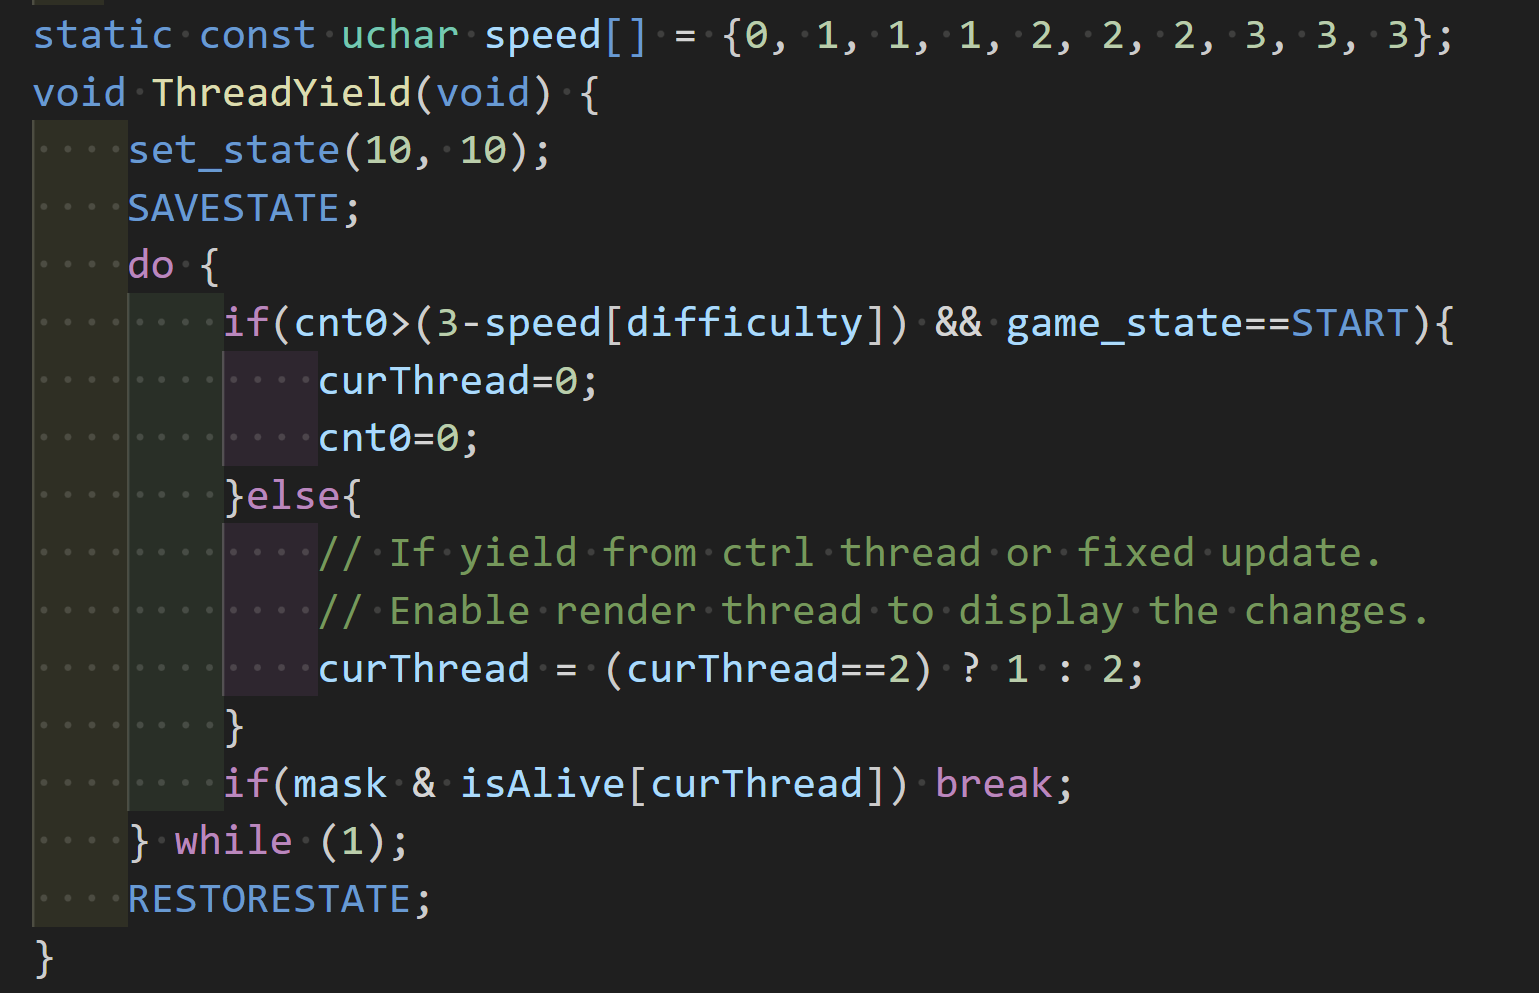 static const uchar speed[] = {0, 1, 1, 1, 2, 2, 2, 3, 3, 3};
void ThreadYield(void) {
    set_state(10, 10);
    SAVESTATE;
    do {
        if(cnt0>(3-speed[difficulty]) && game_state==START){
            curThread=0;
            cnt0=0;
        }else{
            // If yield from ctrl thread or fixed update.
            // Enable render thread to display the changes.
            curThread = (curThread==2) ? 1 : 2;
        }
        if(mask & isAlive[curThread]) break;
    } while (1);
    RESTORESTATE;
}